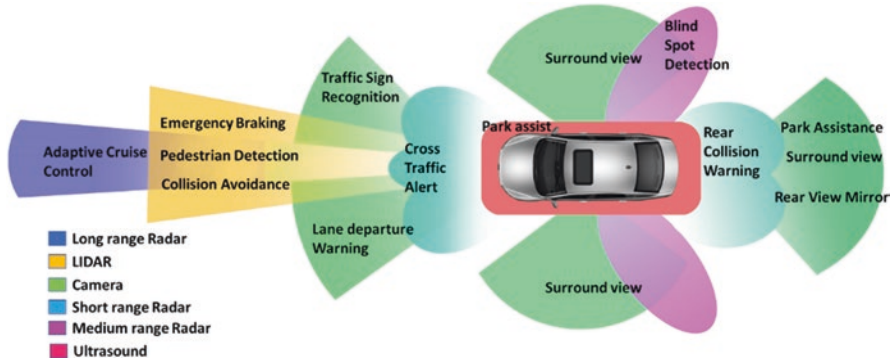 Blind
Spot
Detection
Surround view
Traffic Sign
Recognition
Emergency Braking
Park assist
Cross
Traffic
Alert
Rear
Collision
Warning
Park Assistance
Adaptive Cruise
Control
Pedestrian Detection
Surround view
Collision Avoidance
Rear View Mirror
Lane departure
Warning
Surround view
Long range Radar
LIDAR
Camera
Short range Radar
Medium range Radar
Ultrasound